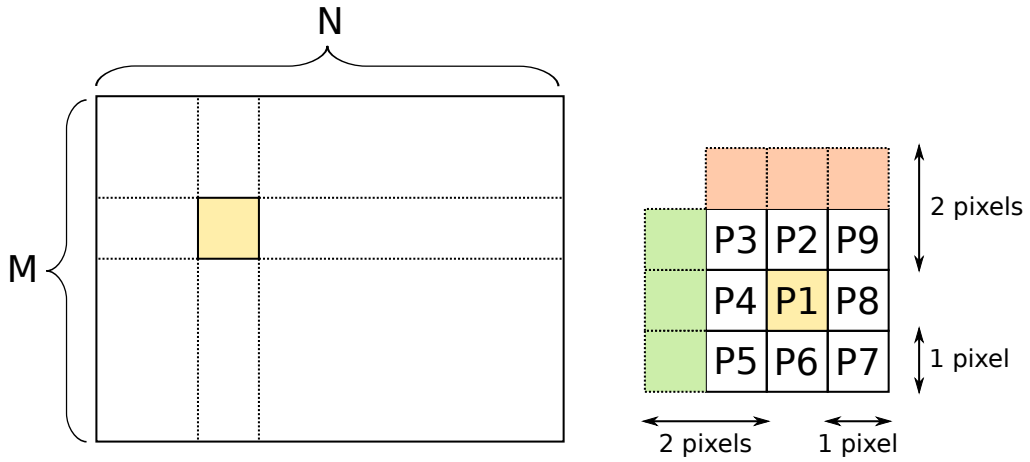 N
M
P3 P2 P9
P4 P1 P8
P5 P6 P7
2 pixels
1 pixel
2 pixels
1 pixel